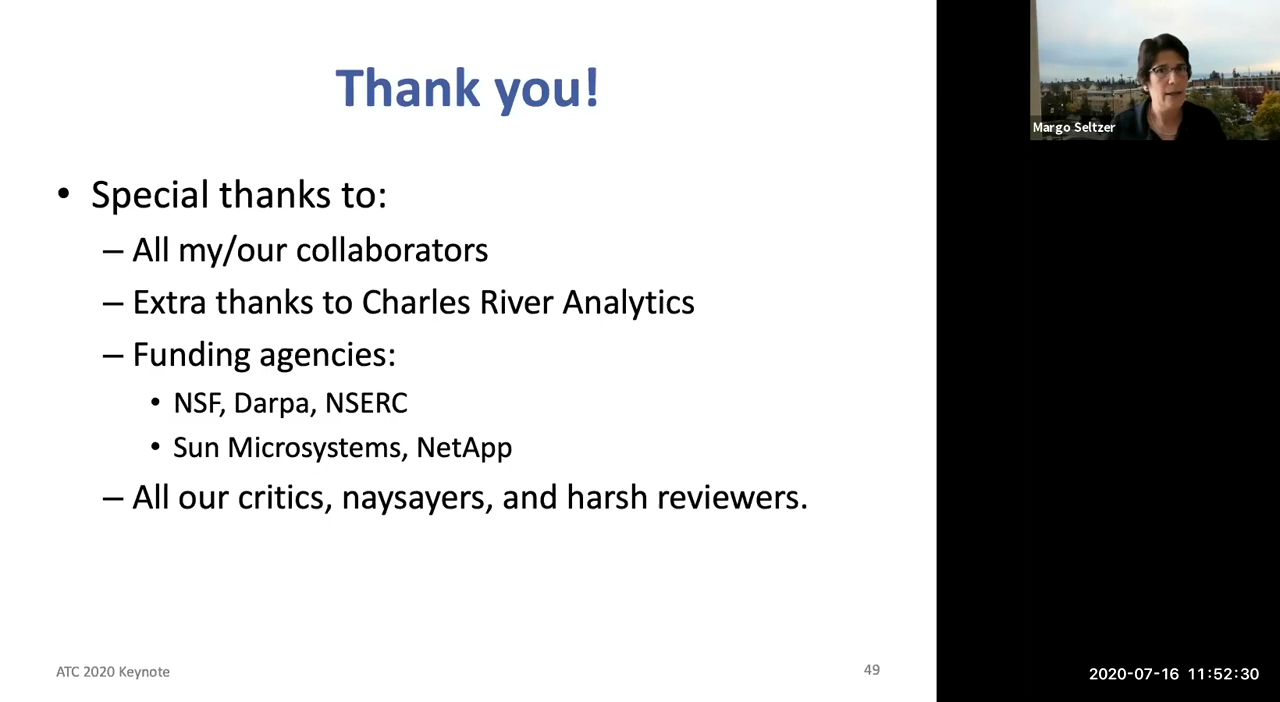 Thank you!
• Special thanks to:
– All my/our collaborators
– Extra thanks to Charles River Analytics
– Funding agencies:
• NSF, Darpa, NSERC
• Sun Microsystems, NetApp
– All our critics, naysayers, and harsh reviewers.
ATC 2020 Keynote
49
Margo Seltzer
2020-07-16 11:52:30